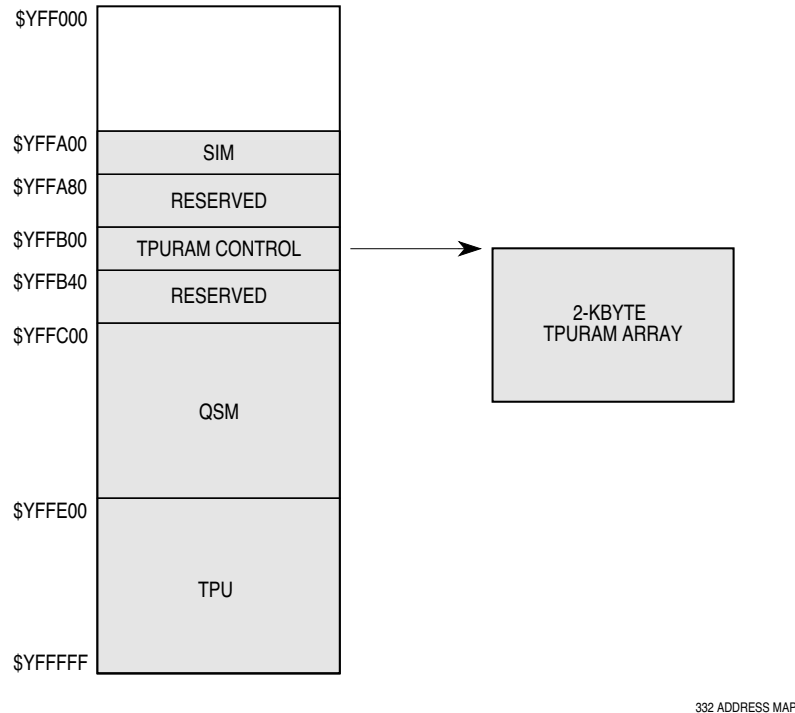 $YFF000
$YFFA00
SIM
$YFFA80
RESERVED
$YFFB00
TPURAM CONTROL
$YFFB40
RESERVED
$YFFC00
QSM
$YFFE00
TPU
$YFFFFF
2-KBYTE
TPURAM ARRAY
332 ADDRESS MAP